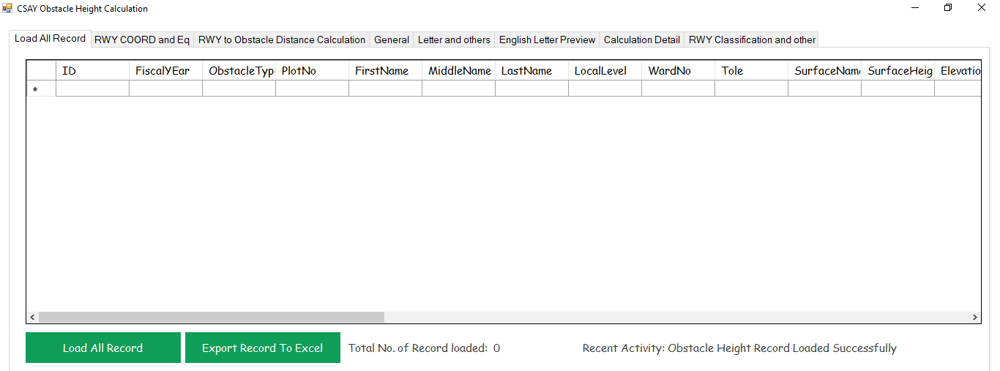 CSAY Obstacle Height Calculation
Load All Record RWY COORD and Eq RWY to Obstacle Distance Calculation General Letter and others English Letter Preview Calculation Detail RWY Classification and other
ID FiscalYEar ObstacleTyp PlotNo FirstName MiddleName LastName LocalLevel WardNo Tole SurfaceNam SurfaceHeig Elevatio
*
Load All Record Export Record To Excel Total No. of Record loaded: 0 Recent Activity: Obstacle Height Record Loaded Successfully